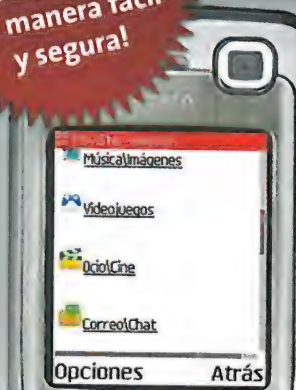 manera fácil
y segura!
Música\Imágenes
Videojuegos
Ocio\Cine
Correo\Chat
Opciones Atrás